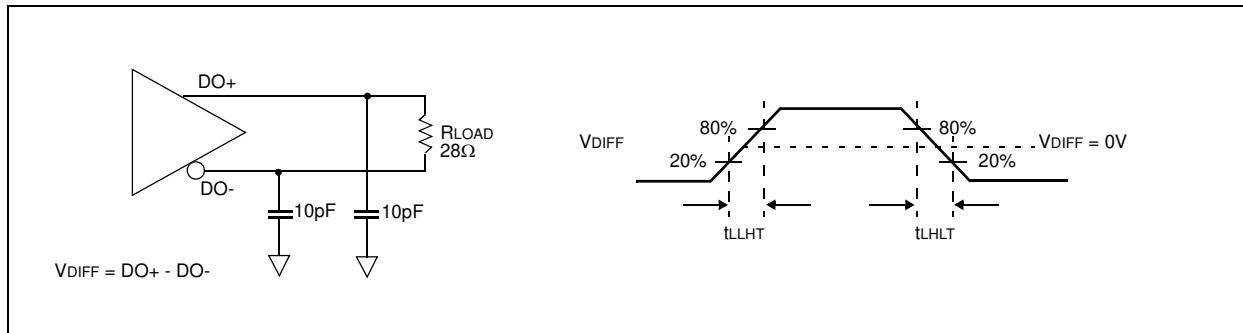 DO+
RLOAD
28Ω
DO-
10pF
10pF
VDIFF = DO+ - DO-
VDIFF
80%
80%
VDIFF = 0V
20%
20%
tLLHT
tLHLT